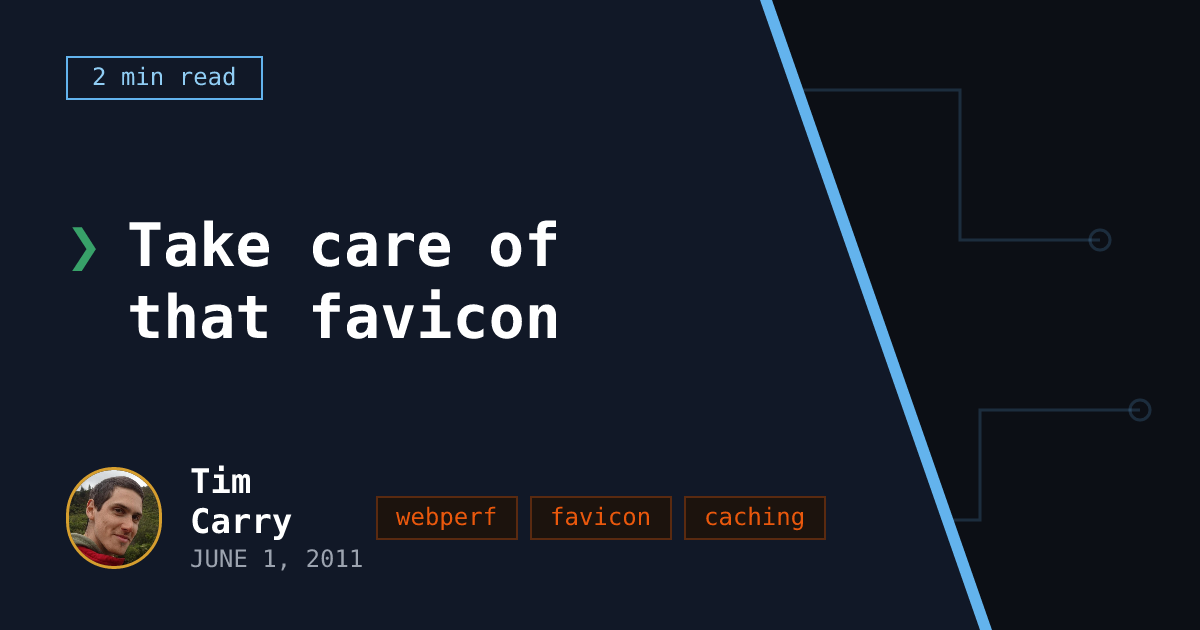 2 min read
❯ Take care of
that favicon
Tim
Carry
JUNE 1, 2011
webperf
favicon
caching